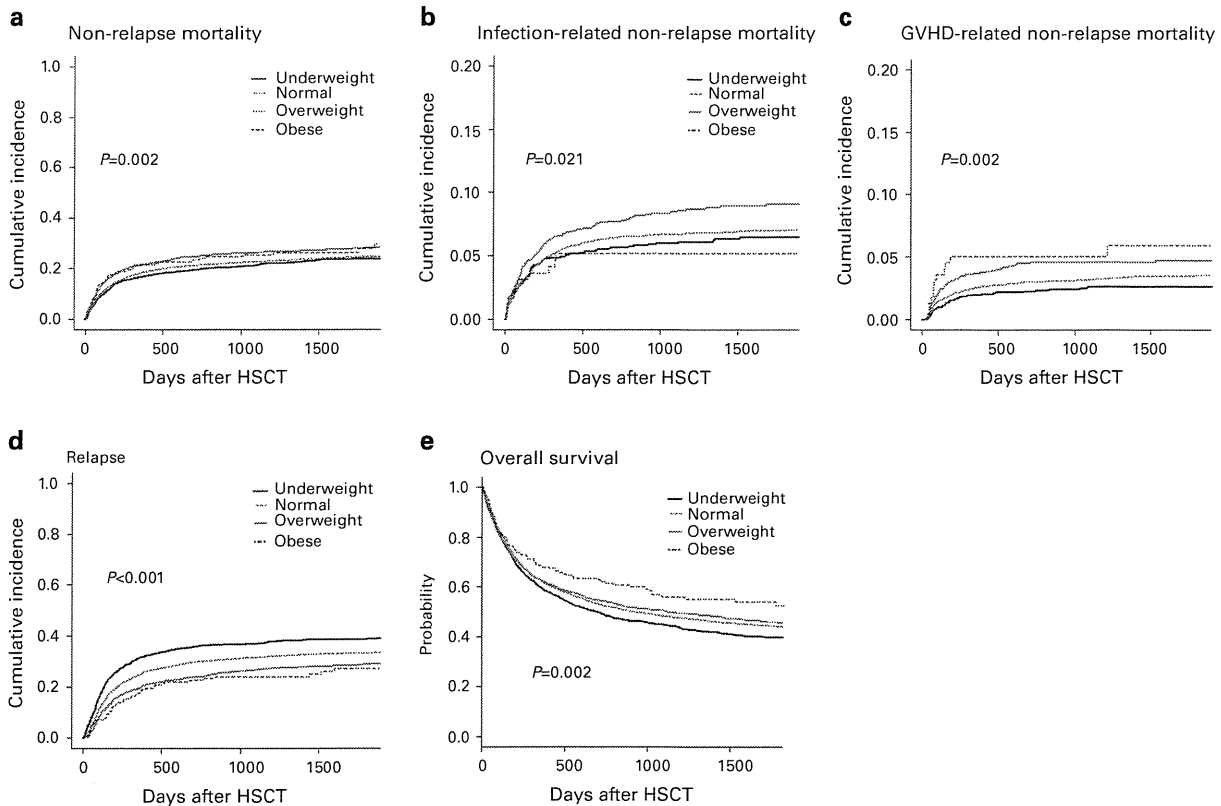 a
Non-relapse mortality
1.0
0.8
0.6
0.4
0.2
0.0
Cumulative incidence
Underweight
Normal
Overweight
Obese
P=0.002
0 500 1000 1500
Days after HSCT
b
Infection-related non-relapse mortality
0.20
0.15
0.10
0.05
0.00
Cumulative incidence
Underweight
Normal
Overweight
Obese
P=0.021
0 500 1000 1500
Days after HSCT
c
GVHD-related non-relapse mortality
0.20
0.15
0.10
0.05
0.00
Cumulative incidence
P=0.002
0 500 1000 1500
Days after HSCT
d
Relapse
1.0
0.8
0.6
0.4
0.2
0.0
Cumulative incidence
Underweight
Normal
Overweight
Obese
P<0.001
0 500 1000 1500
Days after HSCT
e
Overall survival
1.0
0.8
0.6
0.4
0.2
0.0
Probability
Underweight
Normal
Overweight
Obese
P=0.002
0 500 1000 1500
Days after HSCT